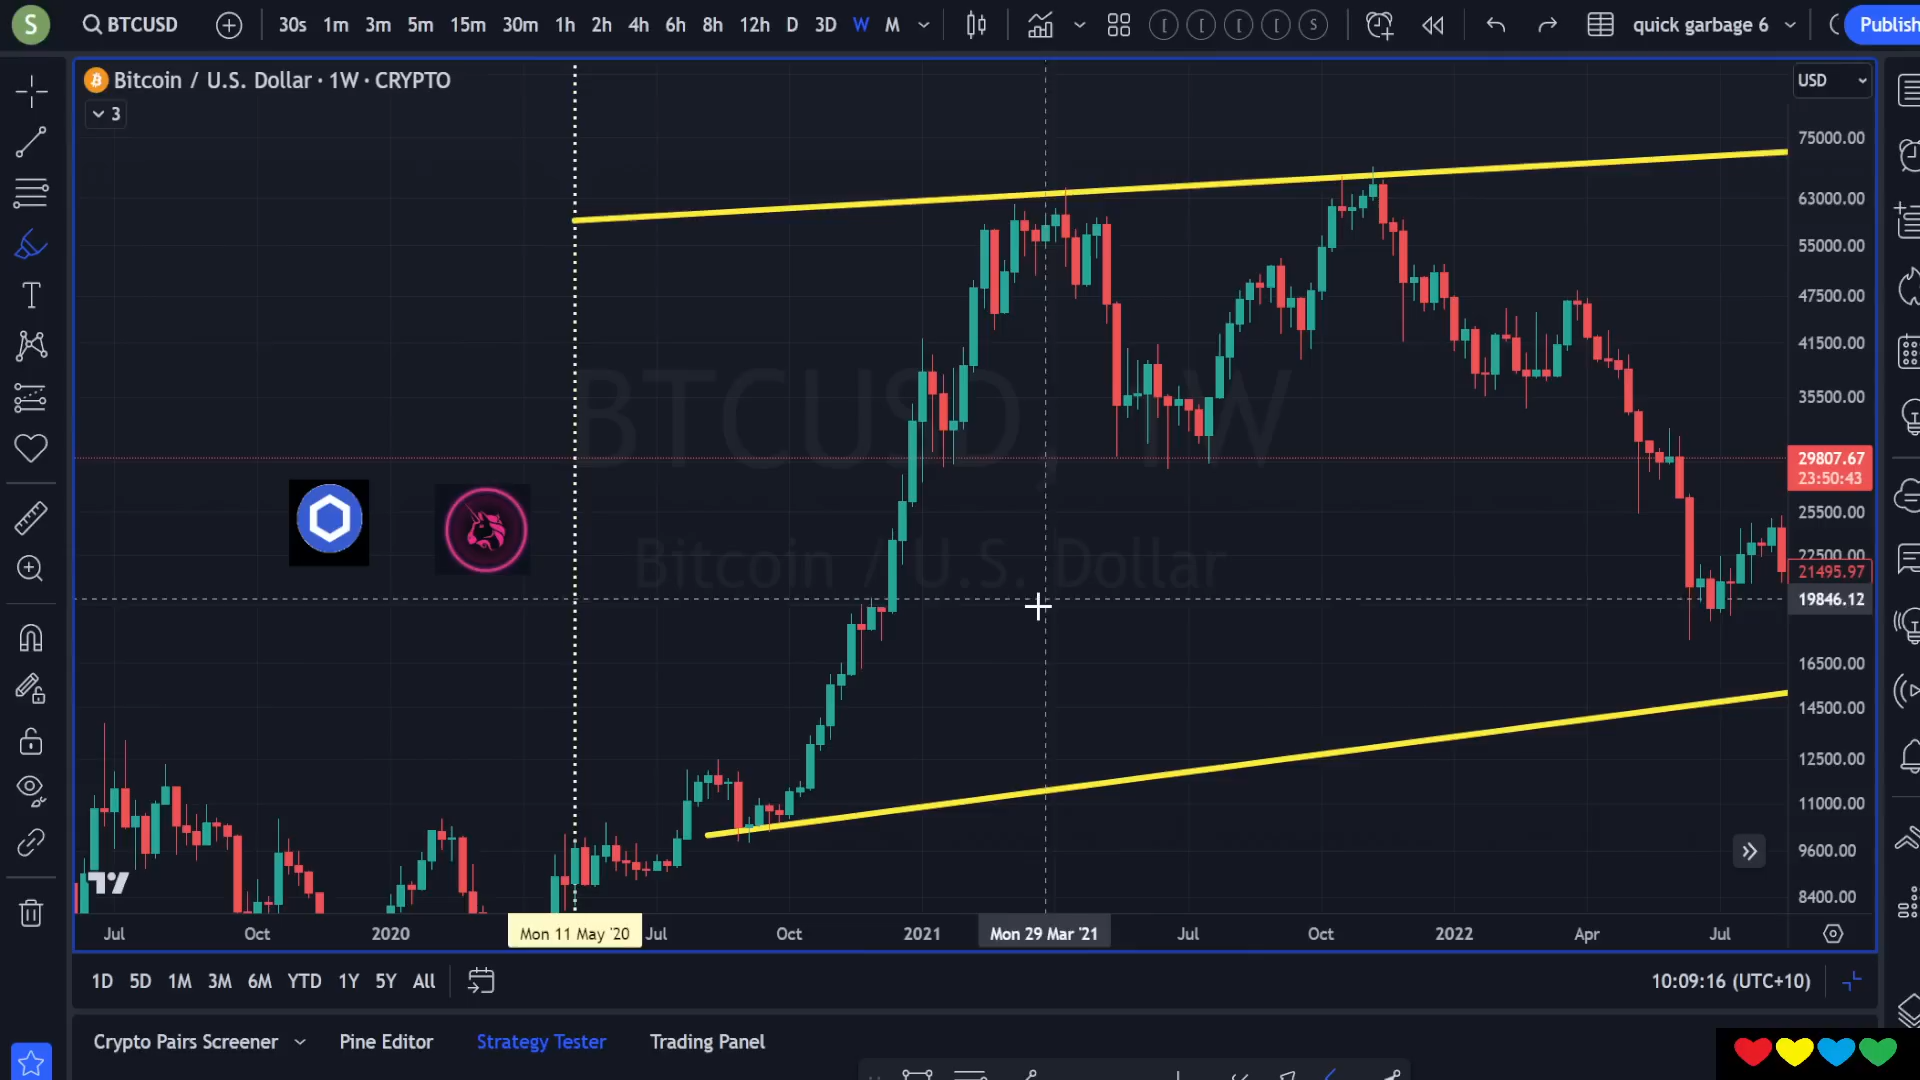 S BTCUSD 30s 1m 3m 5m 15m 30m 1h 2h 4h 6h 8h 12h D 3D W M [ [ [ [ S quick garbage 6 Publish
Bitcoin / U.S. Dollar · 1W · CRYPTO USD
3
75000.00
63000.00
55000.00
47500.00
41500.00
35500.00
BTCUSD, 1W
29807.67
23:50:43
25500.00
Bitcoin / U.S. Dollar
22500.00
21495.97
19846.12
16500.00
14500.00
12500.00
11000.00
9600.00
8400.00
Jul Oct 2020 Mon 11 May '20 Jul Oct 2021 Mon 29 Mar '21 Jul Oct 2022 Apr Jul
1D 5D 1M 3M 6M YTD 1Y 5Y All 10:09:16 (UTC+10)
Crypto Pairs Screener Pine Editor Strategy Tester Trading Panel